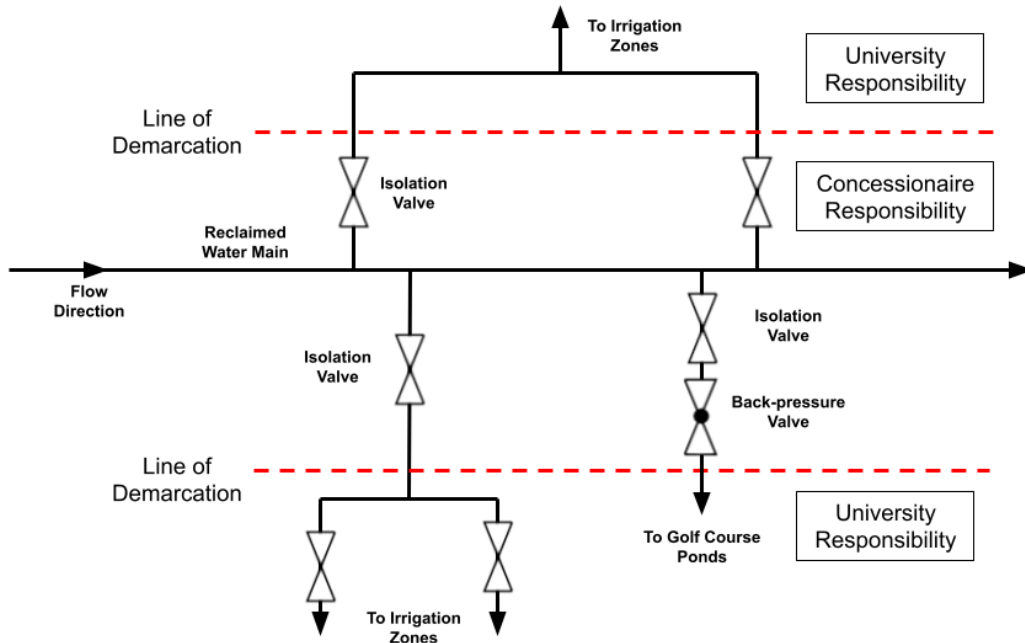 To Irrigation
Zones
University
Responsibility
Line of
Demarcation
Isolation
Valve
Concessionaire
Responsibility
Reclaimed
Water Main
Flow
Direction
Isolation
Valve
Isolation
Valve
Back-pressure
Valve
Line of
Demarcation
University
Responsibility
To Golf Course
Ponds
To Irrigation
Zones